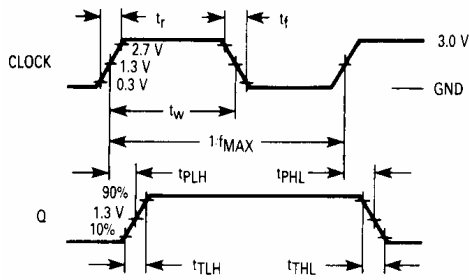 tr
tf
CLOCK
2.7 V
1.3 V
0.3 V
3.0 V
GND
tw
1/fMAX
tPLH
tPHL
Q
90%
1.3 V
10%
tTLH
tTHL